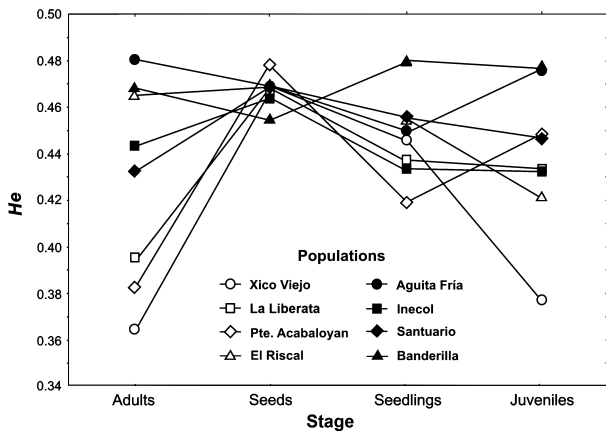 0.50
0.48
0.46
0.44
0.42
0.40
0.38
0.36
0.34
He
Populations
Xico Viejo
Aguita Fría
La Liberata
Inecol
Pte. Acabaloyan
Santuario
El Riscal
Banderilla
Adults Seeds Seedlings Juveniles
Stage